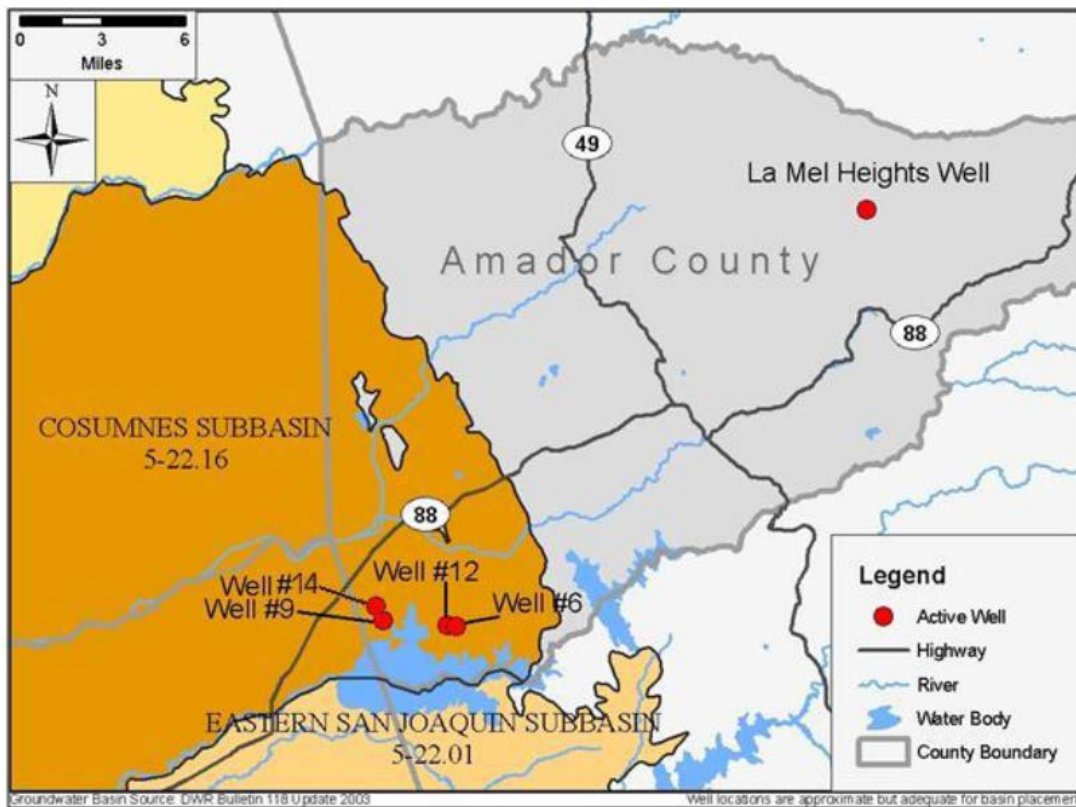 0 3 6
Miles
N
49
La Mel Heights Well
Amador County
88
COSUMNES SUBBASIN
5-22.16
88
Well #14
Well #12
Well #9
Well #6
EASTERN SAN JOAQUIN SUBBASIN
5-22.01
Legend
Active Well
Highway
River
Water Body
County Boundary
Groundwater Basin Source: DWR Bulletin 118 Update 2003
Well locations are approximate but adequate for basin placement